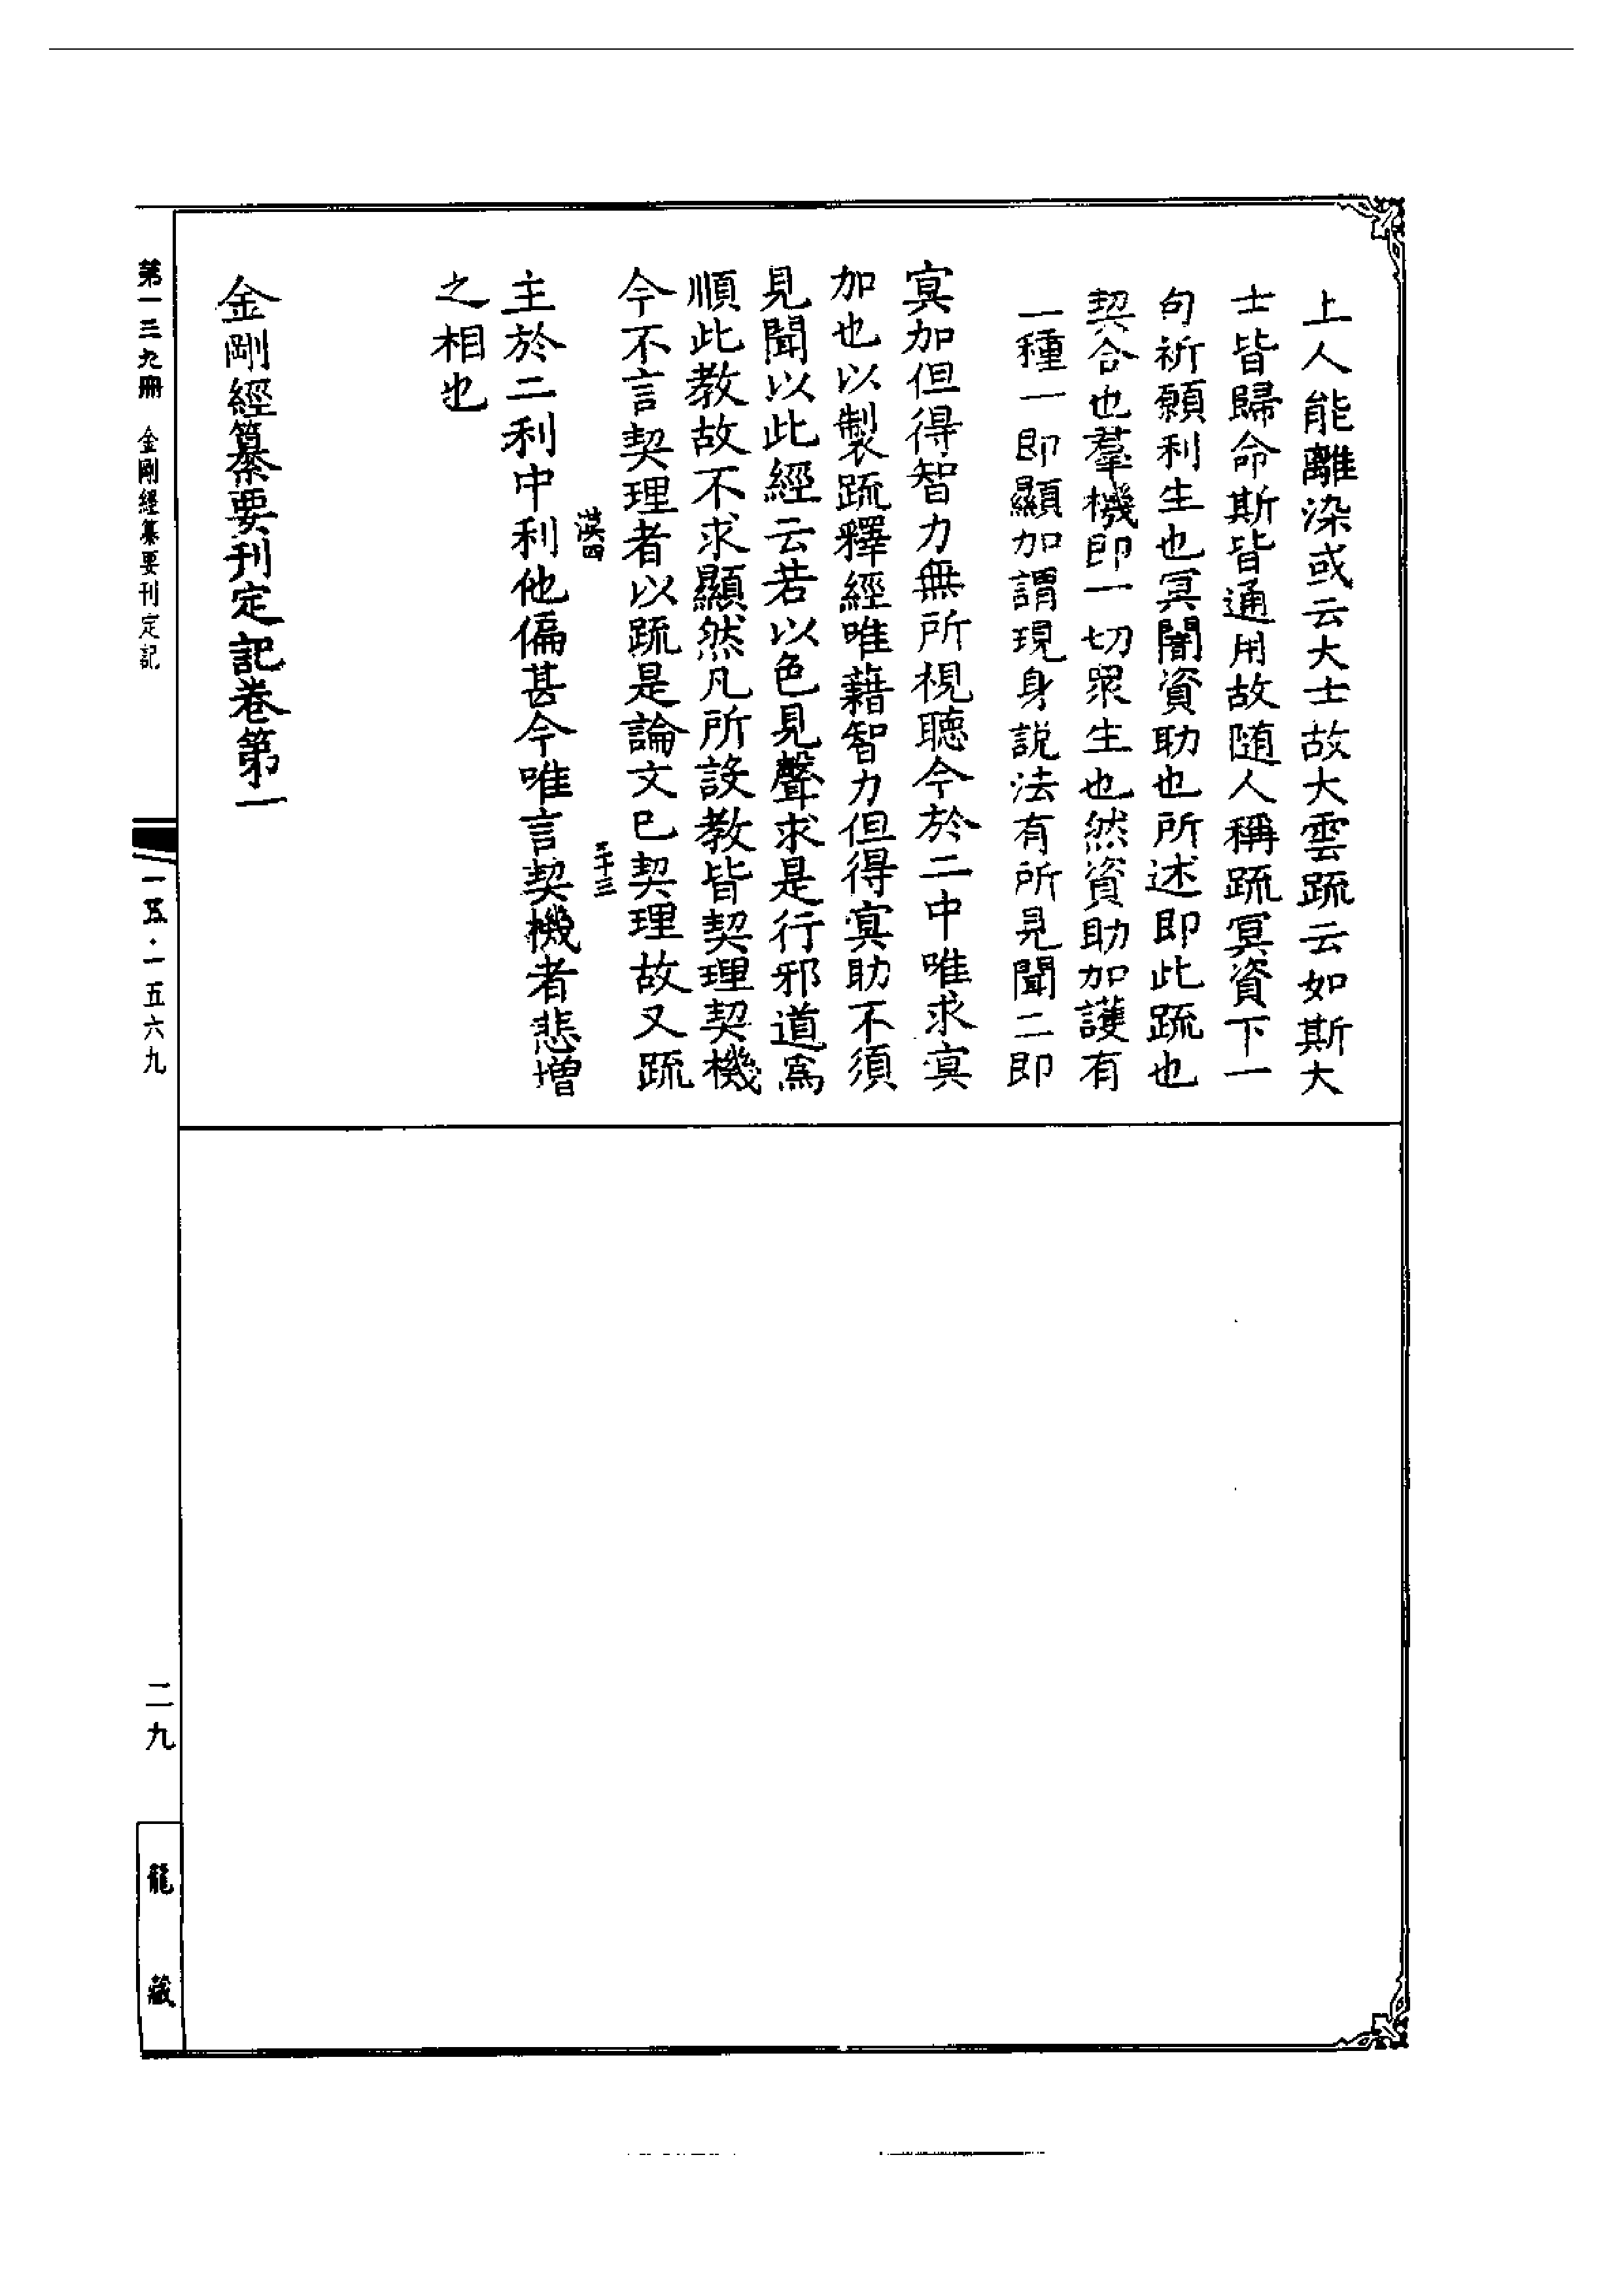 上人能離染或云大士故大雲疏云如斯大
士皆歸命斯皆通用故随人稱疏冥資下一
句祈願利生也冥闇資助也所述即此疏也
契合也羣機即一切眾生也然資助加護有
二種一即顯加謂現身說法有所見聞二即
寘加但得智力無所視聽今於二中唯求寘
加也以製疏釋經唯藉智力但得寘助不須
見聞以此經云若以色見聲求是行邪道為
順此教故不求顯然凡所設教皆契理契機
今不言契理者以疏是論文已契理故又疏
漠四
二十三
主於二利中利他偏甚今唯言契機者悲增
之相也
金剛經纂要刊定記卷第一
第一三九冊
金剛經纂要刊定記
一五·一五六九
二九
龍藏